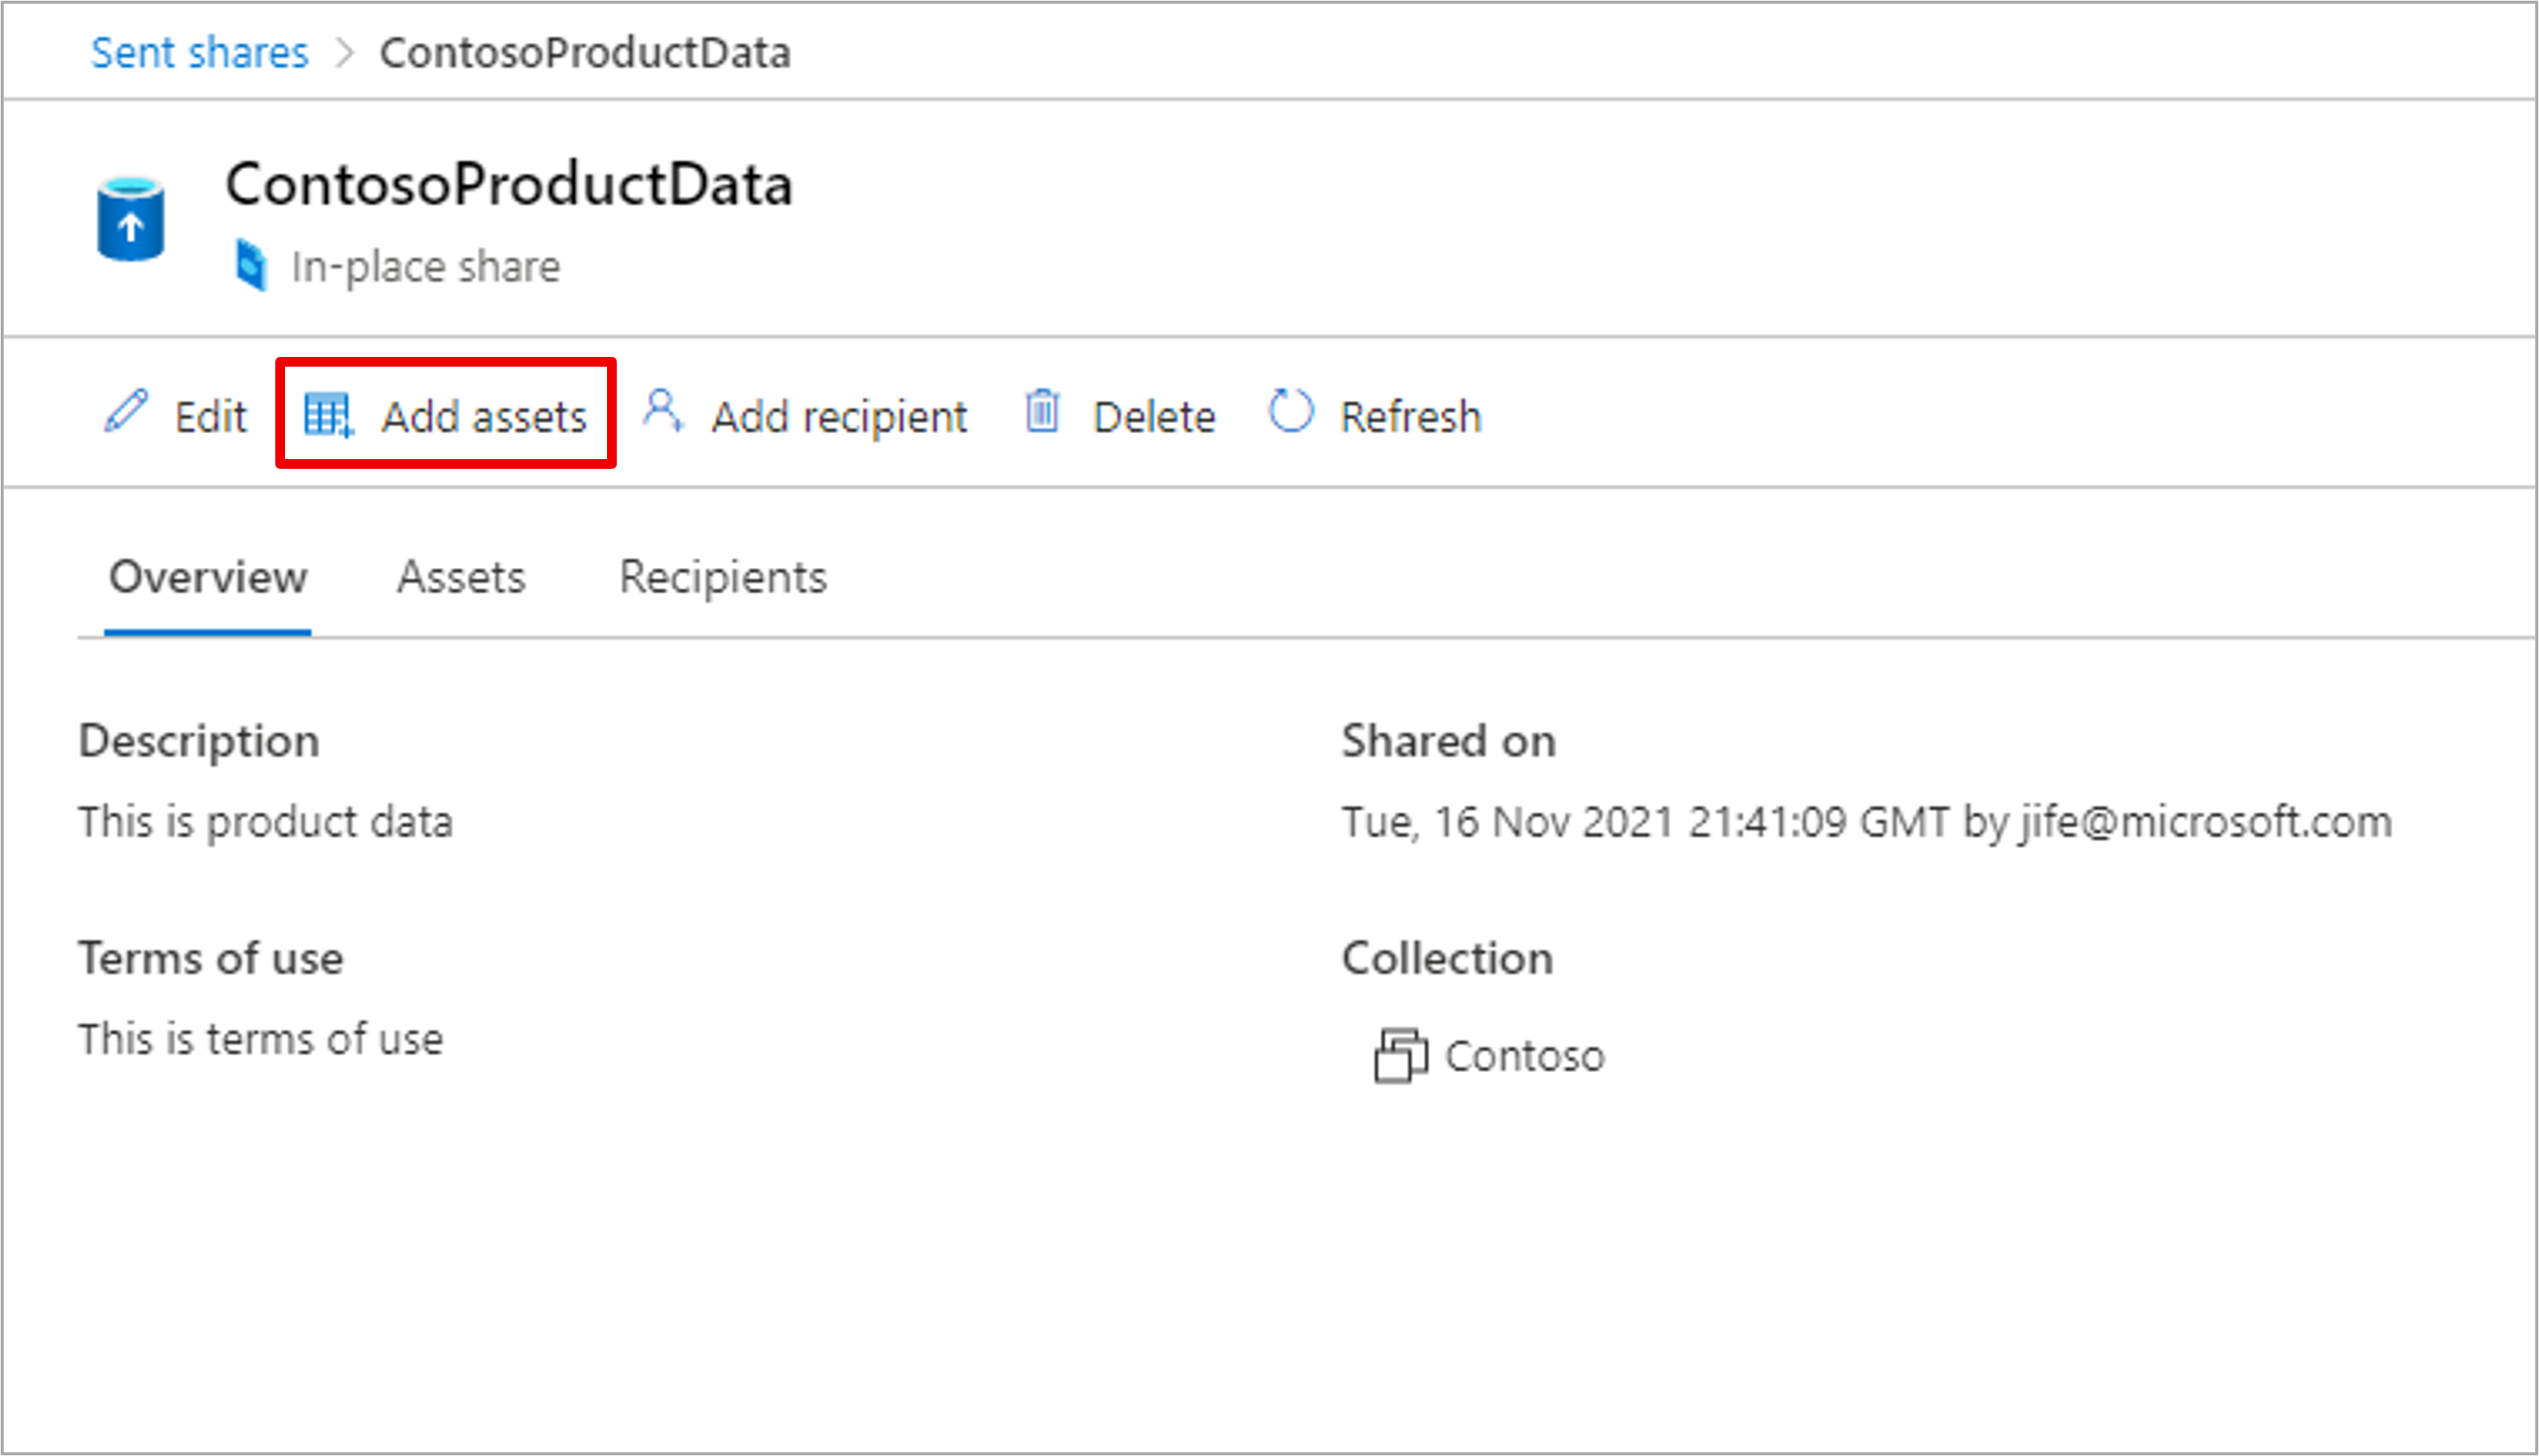 Sent shares > ContosoProductData
ContosoProductData
In-place share
Edit Add assets Add recipient Delete Refresh
Overview Assets Recipients
Description
This is product data
Shared on
Tue, 16 Nov 2021 21:41:09 GMT by jife@microsoft.com
Terms of use
This is terms of use
Collection
Contoso